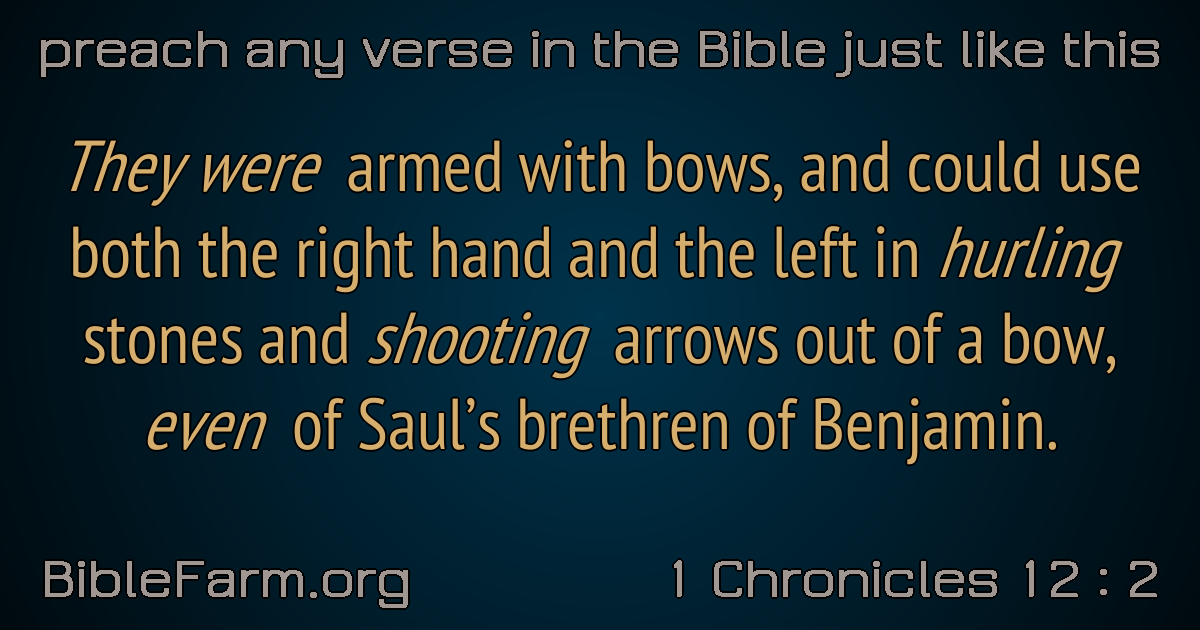 preach any verse in the Bible just like this
They were armed with bows, and could use
both the right hand and the left in hurling
stones and shooting arrows out of a bow,
even of Saul’s brethren of Benjamin.
BibleFarm.org
1 Chronicles 12 : 2